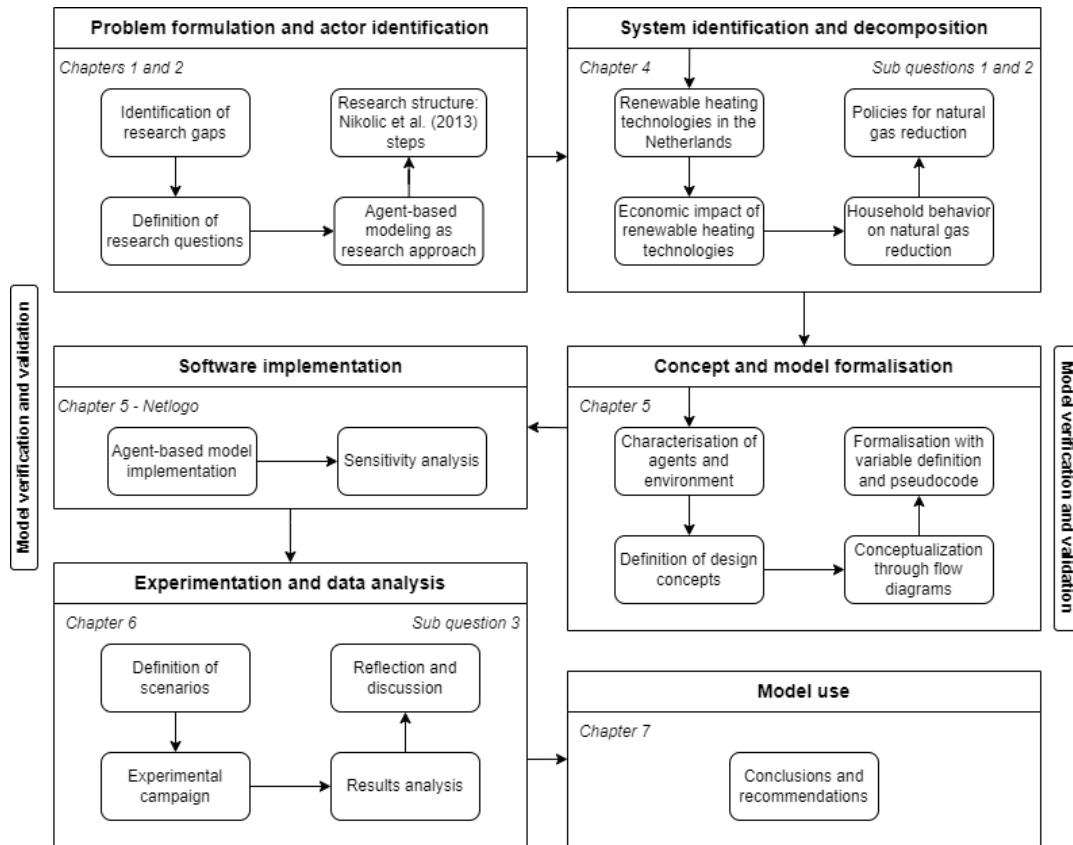 Problem formulation and actor identification
Chapters 1 and 2
Identification of
research gaps
Research structure:
Nikolic et al. (2013)
steps
Definition of
research questions
Agent-based
modeling as
research approach
System identification and decomposition
Chapter 4
Sub questions 1 and 2
Renewable heating
technologies in the
Netherlands
Policies for natural
gas reduction
Economic impact of
renewable heating
technologies
Household behavior
on natural gas
reduction
Model verification and validation
Software implementation
Chapter 5 - Netlogo
Agent-based model
implementation
Sensitivity analysis
Concept and model formalisation
Chapter 5
Characterisation of
agents and
environment
Formalisation with
variable definition
and pseudocode
Definition of design
concepts
Conceptualization
through flow
diagrams
Model verification and validation
Experimentation and data analysis
Chapter 6
Sub question 3
Definition of
scenarios
Reflection and
discussion
Experimental
campaign
Results analysis
Model use
Chapter 7
Conclusions and
recommendations